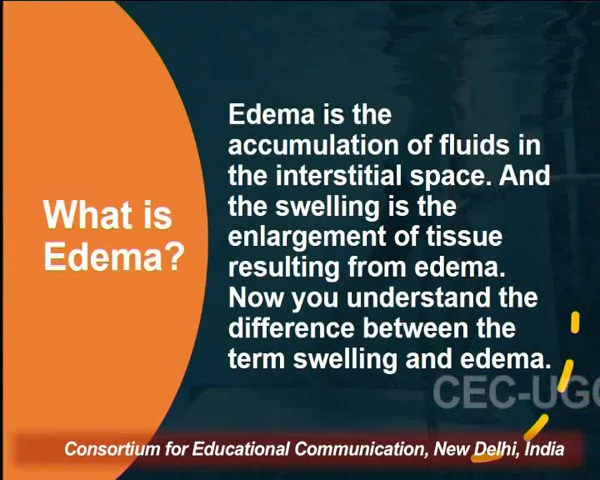 What is
Edema?
Edema is the
accumulation of fluids in
the interstitial space. And
the swelling is the
enlargement of tissue
resulting from edema.
Now you understand the
difference between the
term swelling and edema.
CEC-UGC
Consortium for Educational Communication, New Delhi, India